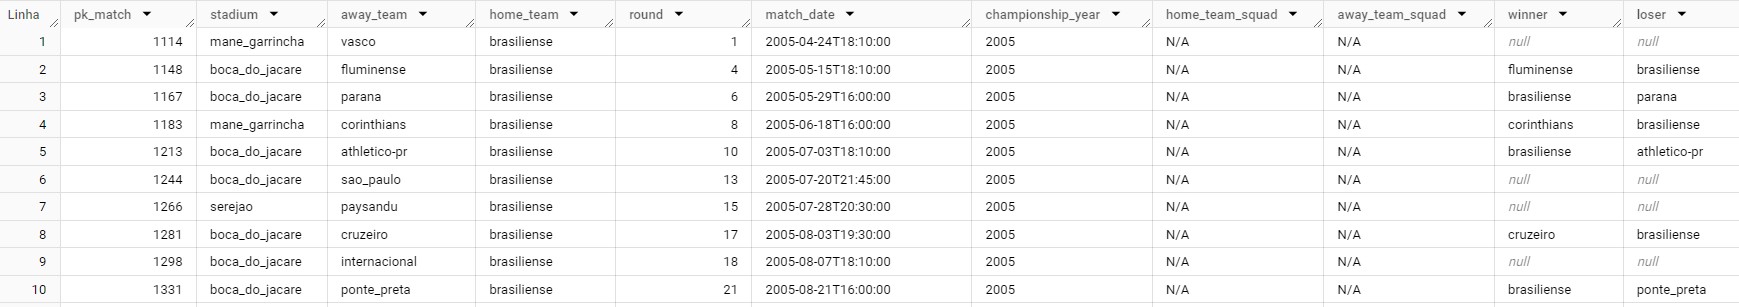 Linha pk_match stadium away_team home_team round match_date championship_year home_team_squad away_team_squad winner loser
1 1114 mane_garrincha vasco brasiliense 1 2005-04-24T18:10:00 2005 N/A N/A null null
2 1148 boca_do_jacare fluminense brasiliense 4 2005-05-15T18:10:00 2005 N/A N/A fluminense brasiliense
3 1167 boca_do_jacare parana brasiliense 6 2005-05-29T16:00:00 2005 N/A N/A brasiliense parana
4 1183 mane_garrincha corinthians brasiliense 8 2005-06-18T16:00:00 2005 N/A N/A corinthians brasiliense
5 1213 boca_do_jacare athletico-pr brasiliense 10 2005-07-03T18:10:00 2005 N/A N/A brasiliense athletico-pr
6 1244 boca_do_jacare sao_paulo brasiliense 13 2005-07-20T21:45:00 2005 N/A N/A null null
7 1266 serejao paysandu brasiliense 15 2005-07-28T20:30:00 2005 N/A N/A null null
8 1281 boca_do_jacare cruzeiro brasiliense 17 2005-08-03T19:30:00 2005 N/A N/A cruzeiro brasiliense
9 1298 boca_do_jacare internacional brasiliense 18 2005-08-07T18:10:00 2005 N/A N/A null null
10 1331 boca_do_jacare ponte_preta brasiliense 21 2005-08-21T16:00:00 2005 N/A N/A brasiliense ponte_preta